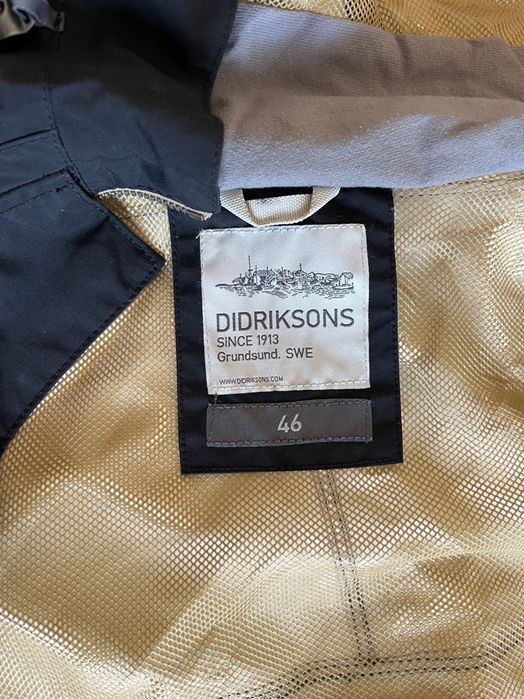 DIDRIKSONS
SINCE 1913
Grundsund. SWE
WWW.DIDRIKSONS.COM
46